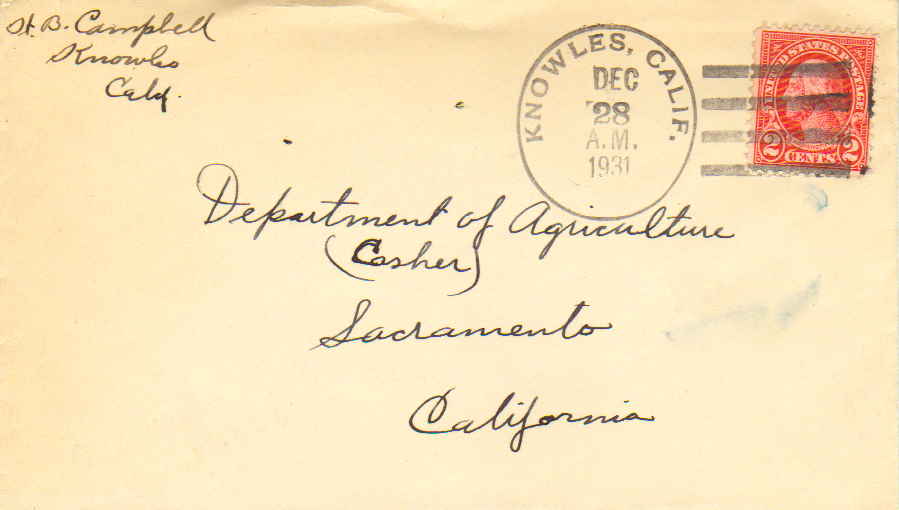 H. B. Campbell
Knowles
Calif.
KNOWLES, CALIF.
DEC
28
A.M.
1931
UNITED STATES POSTAGE
2 CENTS 2
Department of Agriculture
(Casher)
Sacramento
California